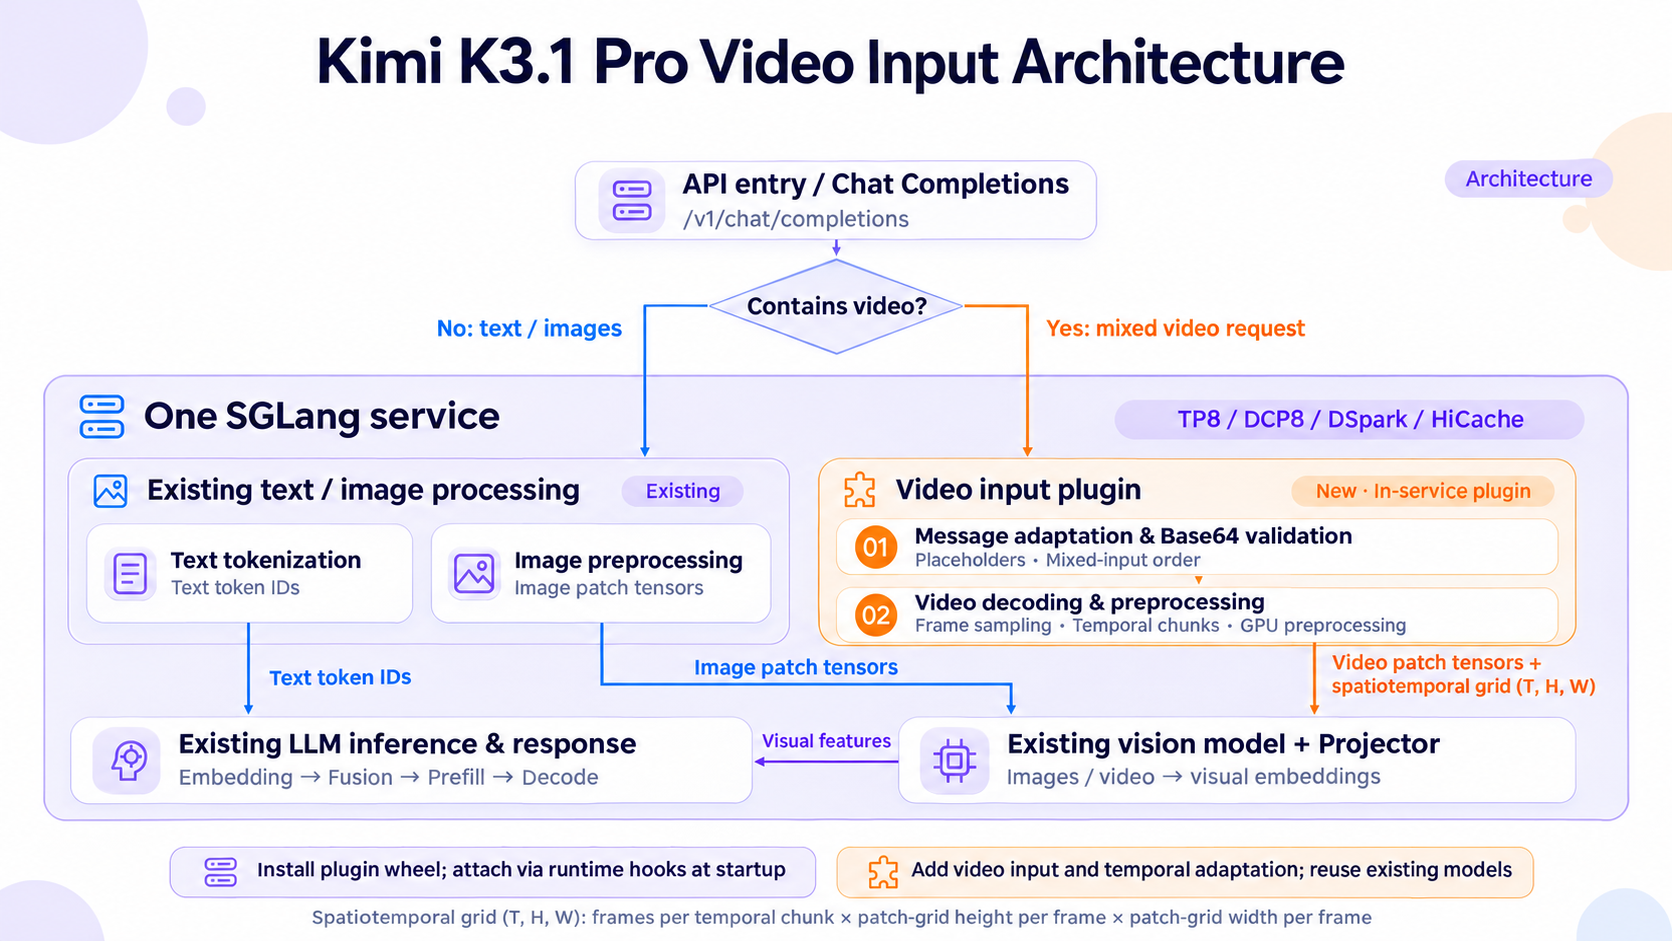 Kimi K3.1 Pro Video Input Architecture
Architecture
API entry / Chat Completions
/v1/chat/completions
Contains video?
No: text / images
Yes: mixed video request
One SGLang service
TP8 / DCP8 / DSpark / HiCache
Existing text / image processing
Existing
Text tokenization
Text token IDs
Image preprocessing
Image patch tensors
Video input plugin
New · In-service plugin
01
Message adaptation & Base64 validation
Placeholders • Mixed-input order
02
Video decoding & preprocessing
Frame sampling • Temporal chunks • GPU preprocessing
Text token IDs
Image patch tensors
Video patch tensors +
spatiotemporal grid (T, H, W)
Existing LLM inference & response
Embedding → Fusion → Prefill → Decode
Visual features
Existing vision model + Projector
Images / video → visual embeddings
Install plugin wheel; attach via runtime hooks at startup
Add video input and temporal adaptation; reuse existing models
Spatiotemporal grid (T, H, W): frames per temporal chunk × patch-grid height per frame × patch-grid width per frame